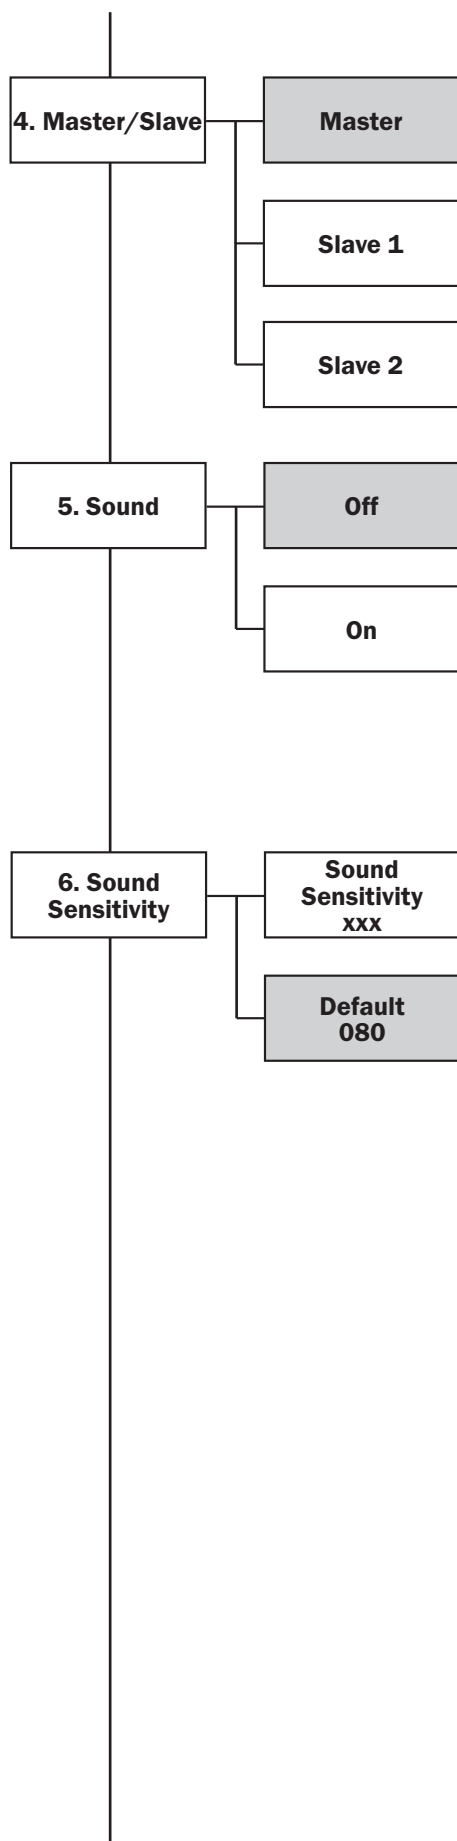 4. Master/Slave
Master
Slave 1
Slave 2
5. Sound
Off
On
6. Sound
Sensitivity
Sound
Sensitivity
xxx
Default
080